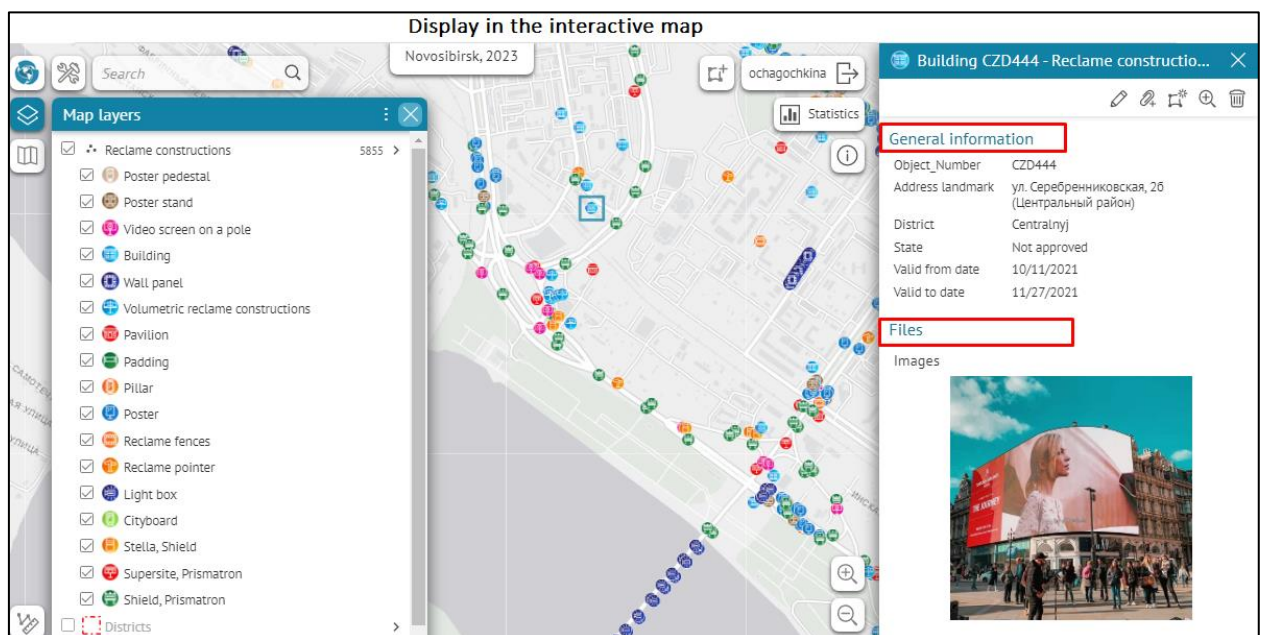 Display in the interactive map
Search
Novosibirsk, 2023
ochagochkina
Building CZD444 - Reclame constructio...
Statistics
Map layers
Reclame constructions 5855
Poster pedestal
Poster stand
Video screen on a pole
Building
Wall panel
Volumetric reclame constructions
Pavilion
Padding
Pillar
Poster
Reclame fences
Reclame pointer
Light box
Cityboard
Stella, Shield
Supersite, Prismatron
Shield, Prismatron
Districts
General information
Object_Number CZD444
Address landmark ул. Серебренниковская, 2б
(Центральный район)
District Centralnyj
State Not approved
Valid from date 10/11/2021
Valid to date 11/27/2021
Files
Images
THE JOURNEY